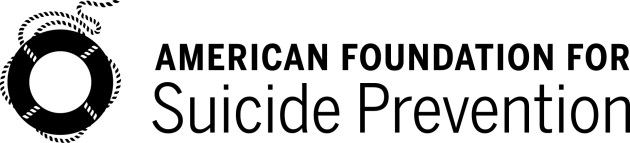 AMERICAN FOUNDATION FOR
Suicide Prevention